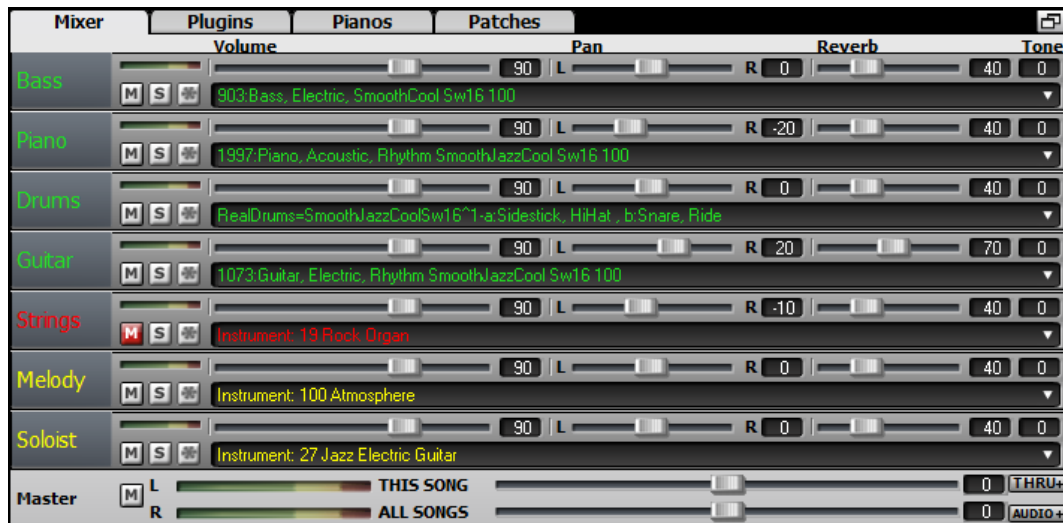 Mixer Plugins Pianos Patches
Volume Pan Reverb Tone
Bass 90 L R 0 40 0
M S 903:Bass, Electric, SmoothCool Sw16 100
Piano 90 L R -20 40 0
M S 1997:Piano, Acoustic, Rhythm SmoothJazzCool Sw16 100
Drums 90 L R 0 40 0
M S RealDrums=SmoothJazzCoolSw16^1-a:Sidestick, HiHat , b:Snare, Ride
Guitar 90 L R 20 70 0
M S 1073:Guitar, Electric, Rhythm SmoothJazzCool Sw16 100
Strings 90 L R -10 40 0
M S Instrument: 19 Rock Organ
Melody 90 L R 0 40 0
M S Instrument: 100 Atmosphere
Soloist 90 L R 0 40 0
M S Instrument: 27 Jazz Electric Guitar
Master M L THIS SONG 0 THRU+
R ALL SONGS 0 AUDIO+